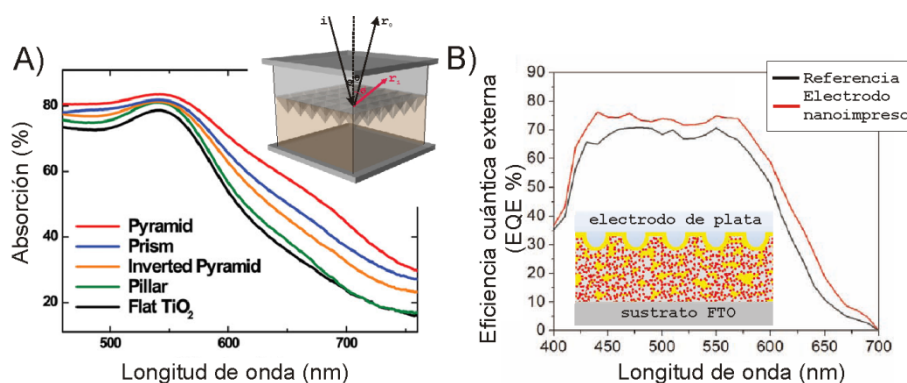 A)
i
r₀
θ θ
r₁
Absorción (%)
80
60
40
20
Pyramid
Prism
Inverted Pyramid
Pillar
Flat TiO₂
500
600
700
Longitud de onda (nm)
B)
Eficiencia cuántica externa
(EQE %)
90
80
70
60
50
40
30
20
10
0
Referencia
Electrodo
nanoimpreso
electrodo de plata
sustrato FTO
400
450
500
550
600
650
700
Longitud de onda (nm)